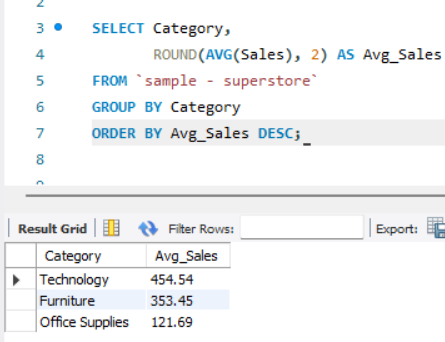 2
3 SELECT Category,
4 ROUND(AVG(Sales), 2) AS Avg_Sales
5 FROM `sample - superstore`
6 GROUP BY Category
7 ORDER BY Avg_Sales DESC;
8
Result Grid Filter Rows: Export:
Category Avg_Sales
Technology 454.54
Furniture 353.45
Office Supplies 121.69